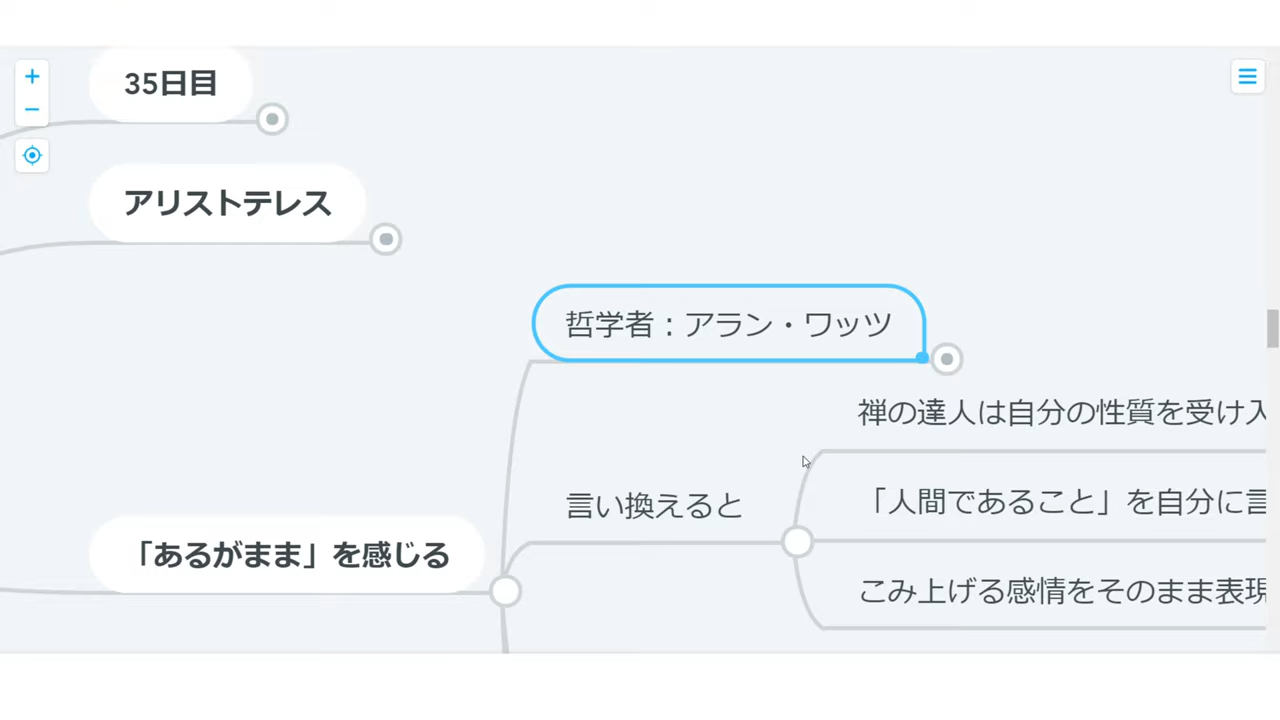 35日目
アリストテレス
哲学者：アラン・ワッツ
禅の達人は自分の性質を受け入
「人間であること」を自分に言
言い換えると
「あるがまま」を感じる
こみ上げる感情をそのまま表現